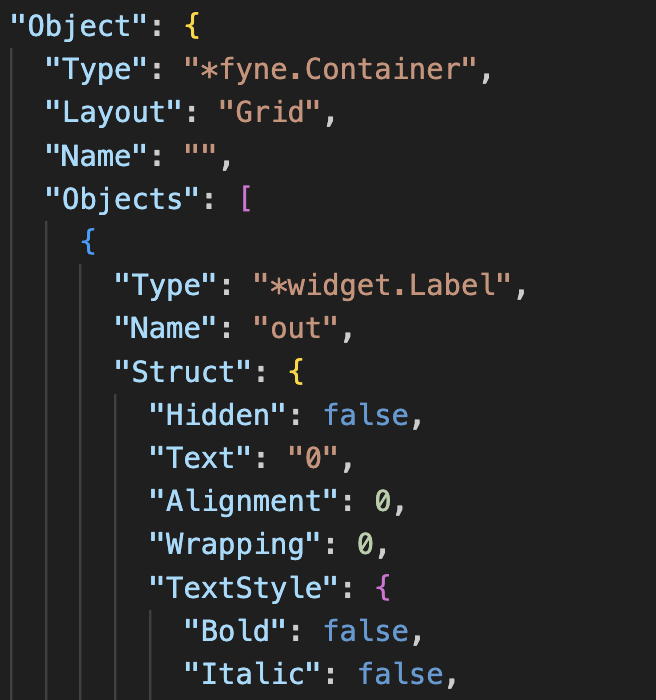 "Object": {
"Type": "*fyne.Container",
"Layout": "Grid",
"Name": "",
"Objects": [
{
"Type": "*widget.Label",
"Name": "out",
"Struct": {
"Hidden": false,
"Text": "0",
"Alignment": 0,
"Wrapping": 0,
"TextStyle": {
"Bold": false,
"Italic": false,